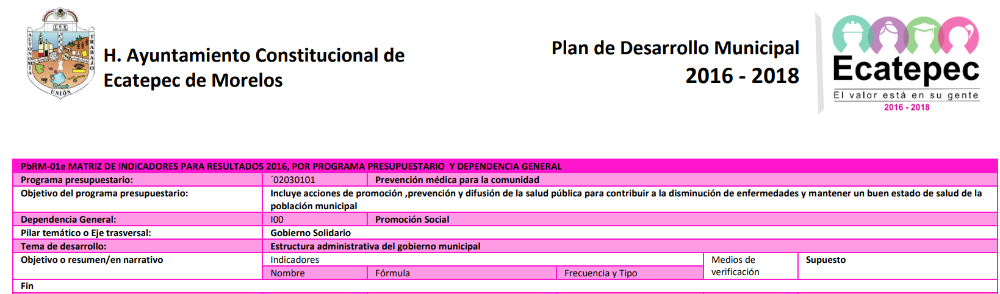 LEX
AUTONOMIA
TRABAJO
UNIÓN
H. Ayuntamiento Constitucional de
Ecatepec de Morelos
Plan de Desarrollo Municipal
2016 - 2018
Ecatepec
El valor está en su gente
2016 - 2018
PbRM-01e MATRIZ DE INDICADORES PARA RESULTADOS 2016, POR PROGRAMA PRESUPUESTARIO Y DEPENDENCIA GENERAL
Programa presupuestario: ´02030101 Prevención médica para la comunidad
Objetivo del programa presupuestario: Incluye acciones de promoción ,prevención y difusión de la salud pública para contribuir a la disminución de enfermedades y mantener un buen estado de salud de la
población municipal
Dependencia General: I00 Promoción Social
Pilar temático o Eje trasversal: Gobierno Solidario
Tema de desarrollo: Estructura administrativa del gobierno municipal
Objetivo o resumen/en narrativo Indicadores Medios de Supuesto
Nombre Fórmula Frecuencia y Tipo verificación
Fin